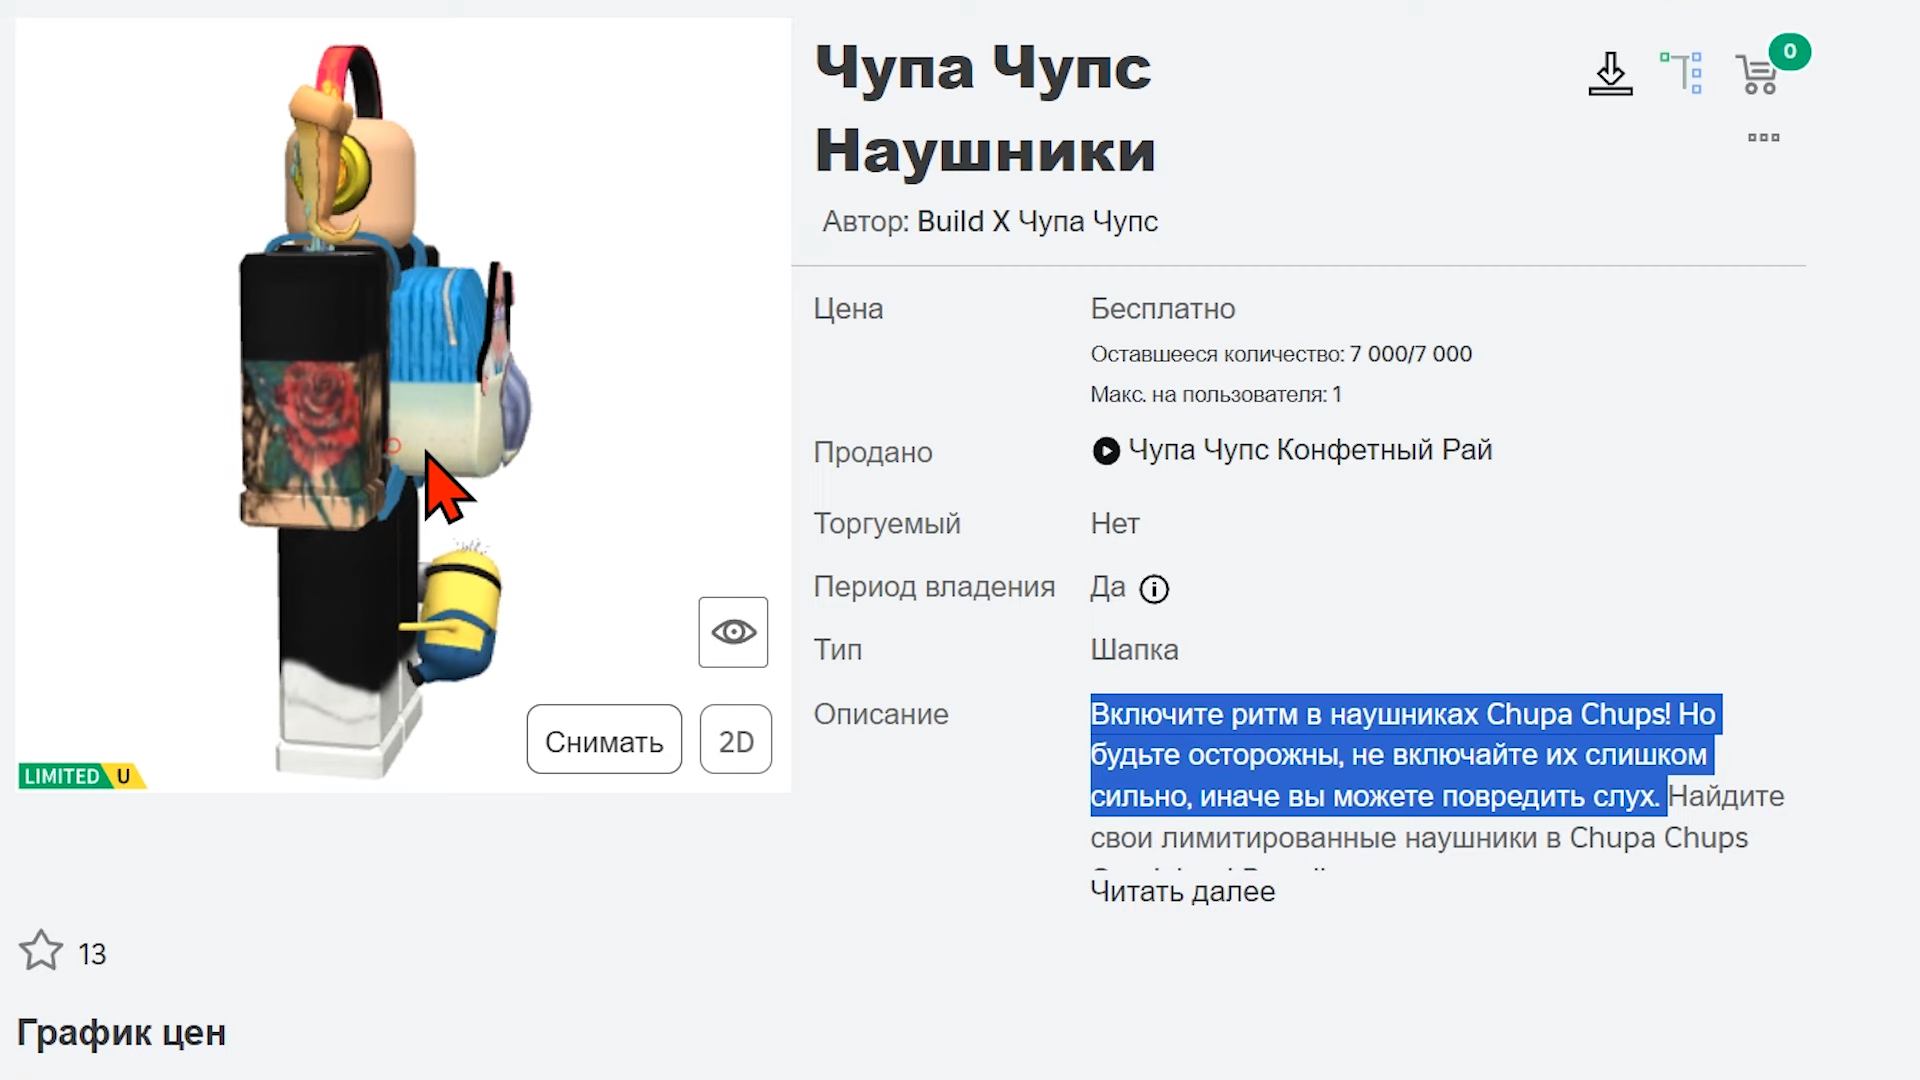 Чупа Чупс
Наушники
0
Автор: Build X Чупа Чупс
Цена
Бесплатно
Оставшееся количество: 7 000/7 000
Макс. на пользователя: 1
Продано
Чупа Чупс Конфетный Рай
Торгуемый
Нет
Период владения
Да
Тип
Шапка
Описание
Включите ритм в наушниках Chupa Chups! Но
будьте осторожны, не включайте их слишком
сильно, иначе вы можете повредить слух. Найдите
свои лимитированные наушники в Chupa Chups
Читать далее
Снимать
2D
LIMITED U
13
График цен